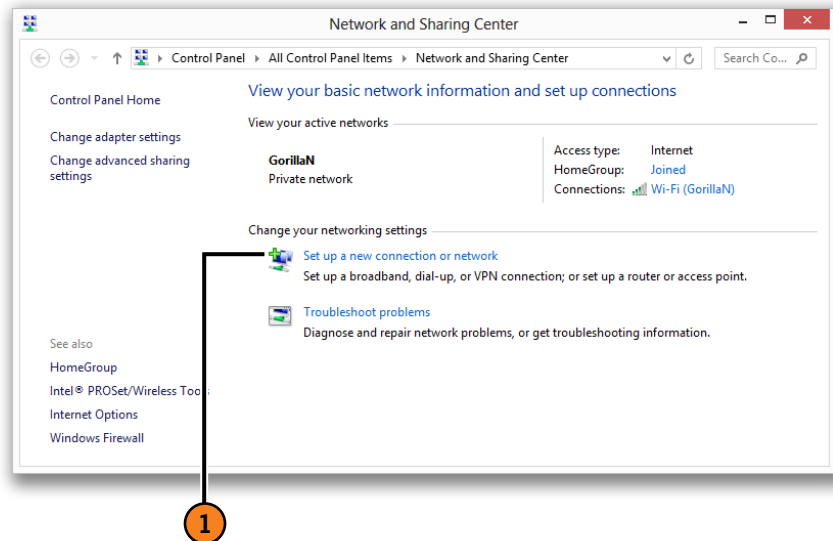 Network and Sharing Center
Control Panel ▸ All Control Panel Items ▸ Network and Sharing Center
Search Co...
Control Panel Home
Change adapter settings
Change advanced sharing
settings
See also
HomeGroup
Intel® PROSet/Wireless Tools
Internet Options
Windows Firewall
View your basic network information and set up connections
View your active networks
GorillaN
Private network
Access type: Internet
HomeGroup: Joined
Connections: Wi-Fi (GorillaN)
Change your networking settings
Set up a new connection or network
Set up a broadband, dial-up, or VPN connection; or set up a router or access point.
Troubleshoot problems
Diagnose and repair network problems, or get troubleshooting information.
1